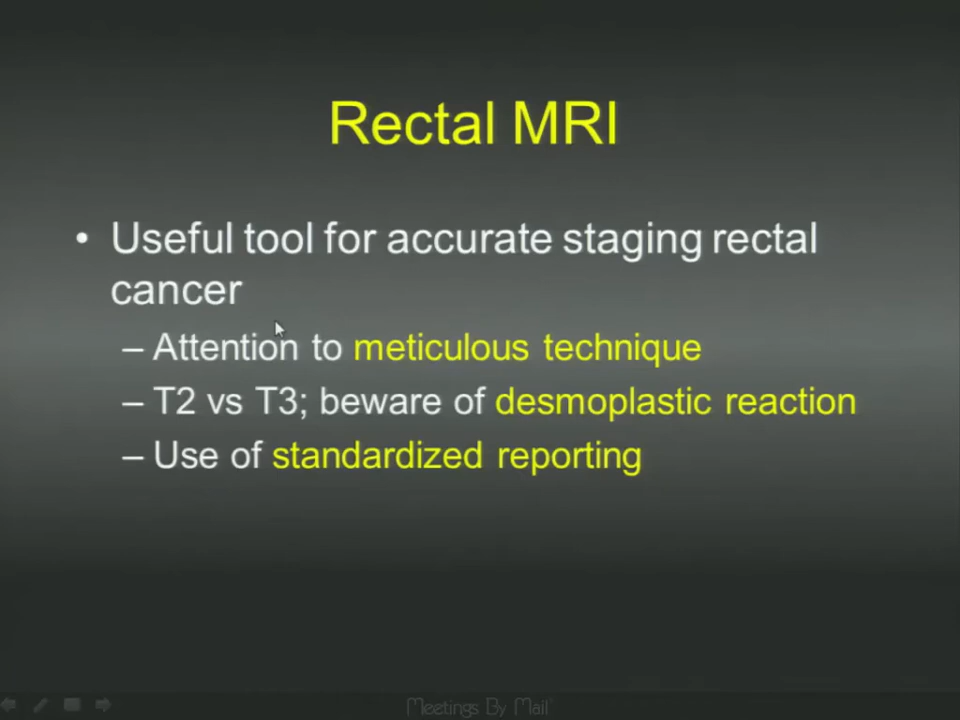 Rectal MRI
• Useful tool for accurate staging rectal
cancer
– Attention to meticulous technique
– T2 vs T3; beware of desmoplastic reaction
– Use of standardized reporting
Meetings By Mail